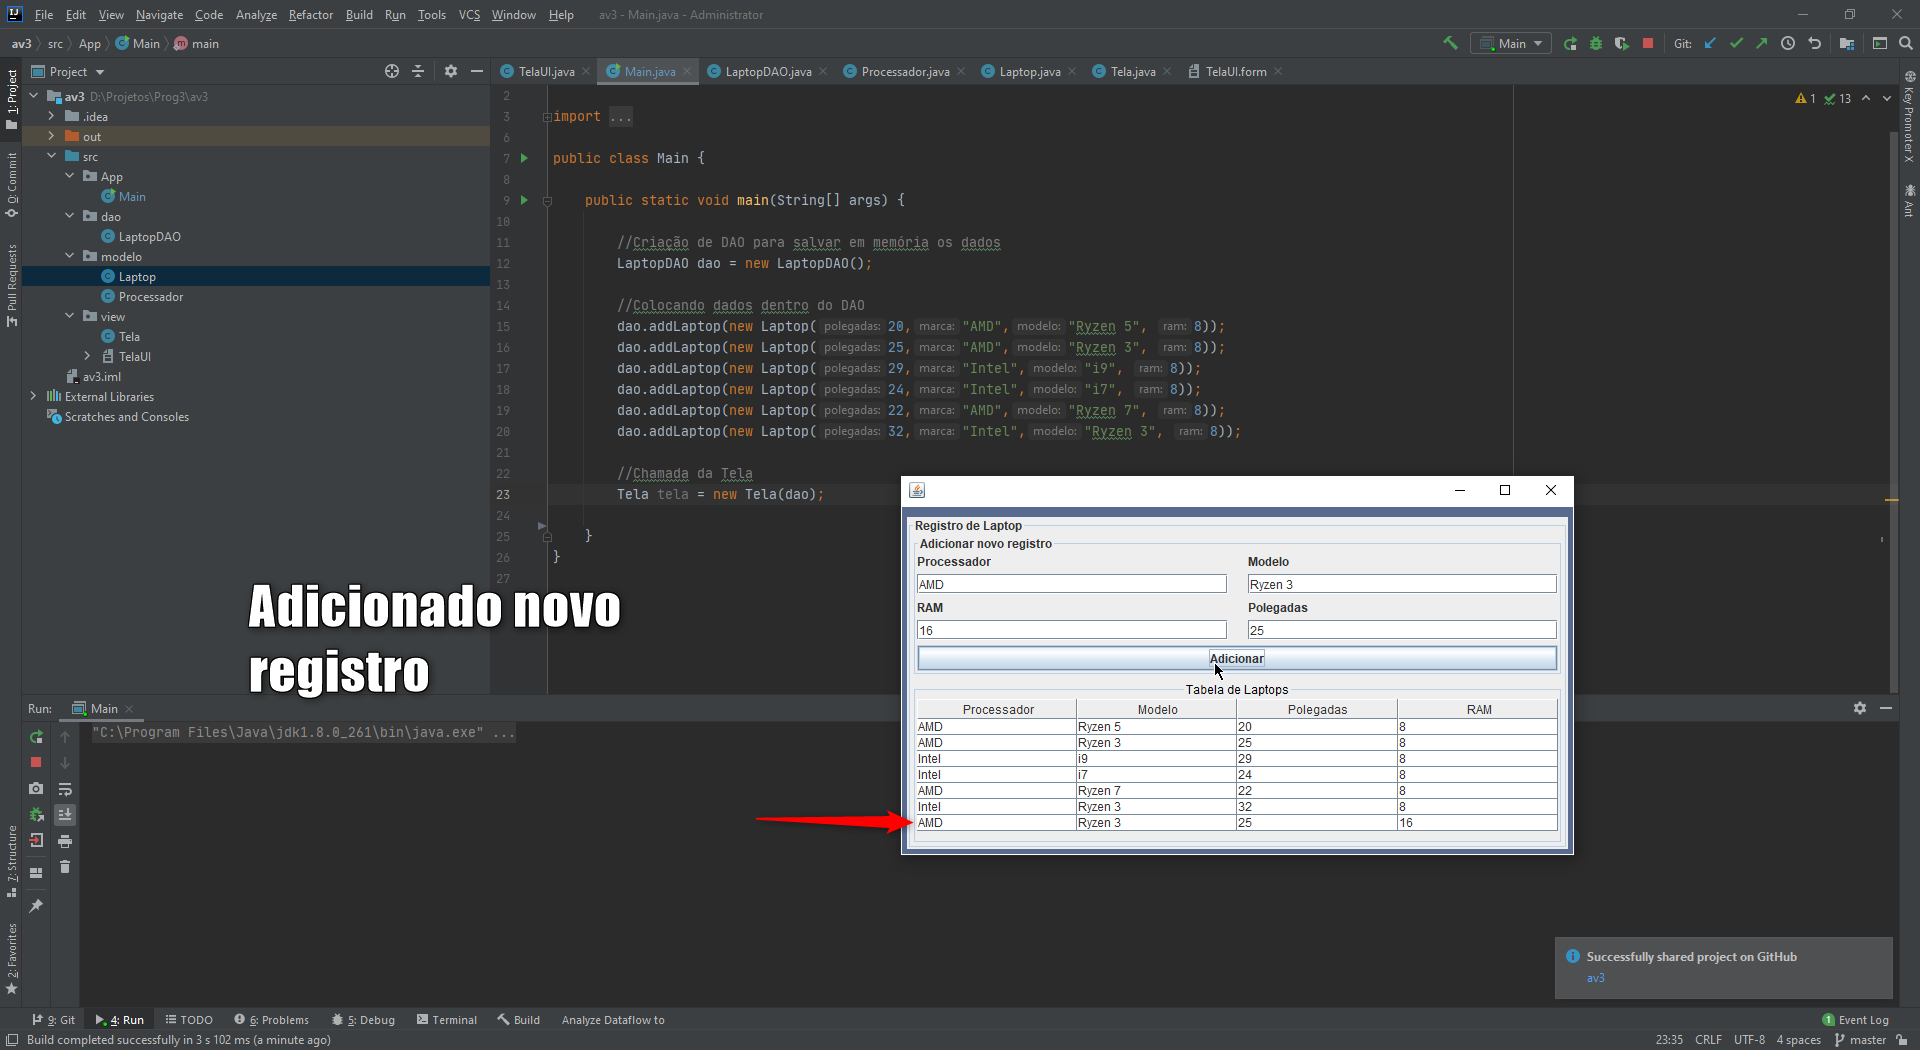 File Edit View Navigate Code Analyze Refactor Build Run Tools VCS Window Help av3 - Main.java - Administrator
av3 src App Main main
Main Git:
Project
TelaUI.java Main.java LaptopDAO.java Processador.java Laptop.java Tela.java TelaUI.form
1: Project
0: Commit
Pull Requests
7: Structure
2: Favorites
Key Promoter X
Ant
av3 D:\Projetos\Prog3\av3
.idea
out
src
App
Main
dao
LaptopDAO
modelo
Laptop
Processador
view
Tela
TelaUI
av3.iml
External Libraries
Scratches and Consoles
1 13
2
3 import ...
6
7 public class Main {
8
9 public static void main(String[] args) {
10
11 //Criação de DAO para salvar em memória os dados
12 LaptopDAO dao = new LaptopDAO();
13
14 //Colocando dados dentro do DAO
15 dao.addLaptop(new Laptop( polegadas: 20, marca: "AMD", modelo: "Ryzen 5", ram: 8));
16 dao.addLaptop(new Laptop( polegadas: 25, marca: "AMD", modelo: "Ryzen 3", ram: 8));
17 dao.addLaptop(new Laptop( polegadas: 29, marca: "Intel", modelo: "i9", ram: 8));
18 dao.addLaptop(new Laptop( polegadas: 24, marca: "Intel", modelo: "i7", ram: 8));
19 dao.addLaptop(new Laptop( polegadas: 22, marca: "AMD", modelo: "Ryzen 7", ram: 8));
20 dao.addLaptop(new Laptop( polegadas: 32, marca: "Intel", modelo: "Ryzen 3", ram: 8));
21
22 //Chamada da Tela
23 Tela tela = new Tela(dao);
24
25 }
26 }
27
Adicionado novo
registro
Registro de Laptop
Adicionar novo registro
Processador Modelo
AMD Ryzen 3
RAM Polegadas
16 25
Adicionar
Tabela de Laptops
Processador Modelo Polegadas RAM
AMD Ryzen 5 20 8
AMD Ryzen 3 25 8
Intel i9 29 8
Intel i7 24 8
AMD Ryzen 7 22 8
Intel Ryzen 3 32 8
AMD Ryzen 3 25 16
Run: Main
"C:\Program Files\Java\jdk1.8.0_261\bin\java.exe" ...
Successfully shared project on GitHub
av3
9: Git 4: Run TODO 6: Problems 5: Debug Terminal Build Analyze Dataflow to 1 Event Log
Build completed successfully in 3 s 102 ms (a minute ago) 23:35 CRLF UTF-8 4 spaces master